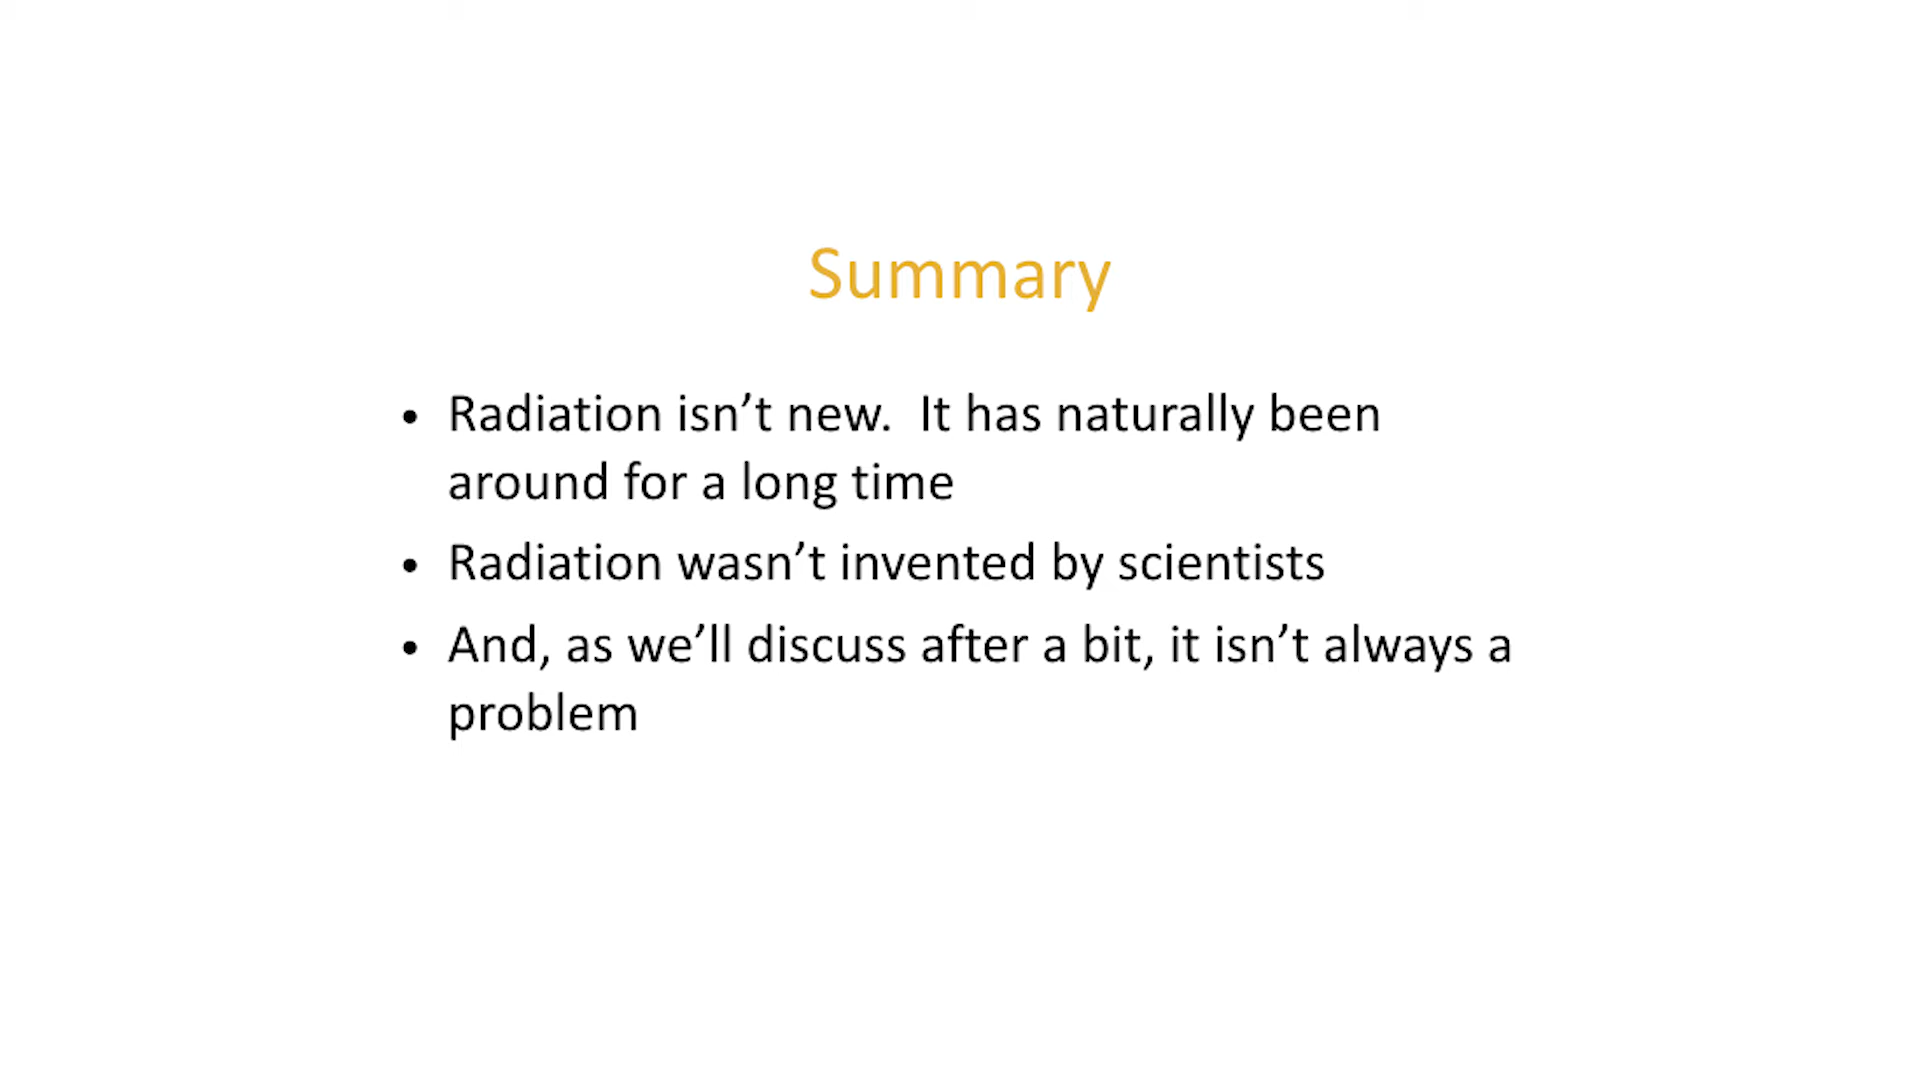 Summary
• Radiation isn’t new.  It has naturally been
around for a long time
• Radiation wasn’t invented by scientists
• And, as we’ll discuss after a bit, it isn’t always a
problem